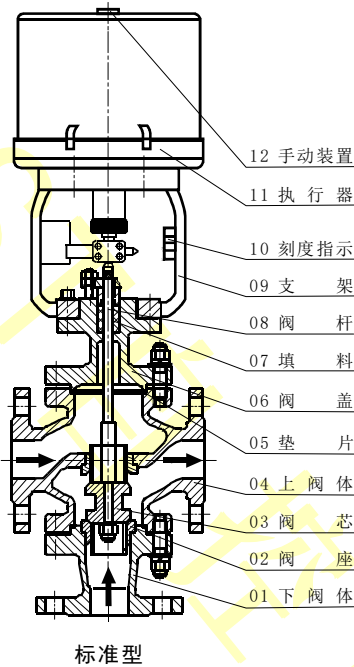 12 手动装置
11 执行器
10 刻度指示
09 支架
08 阀杆
07 填料
06 阀盖
05 垫片
04 上阀体
03 阀芯
02 阀座
01 下阀体
标准型